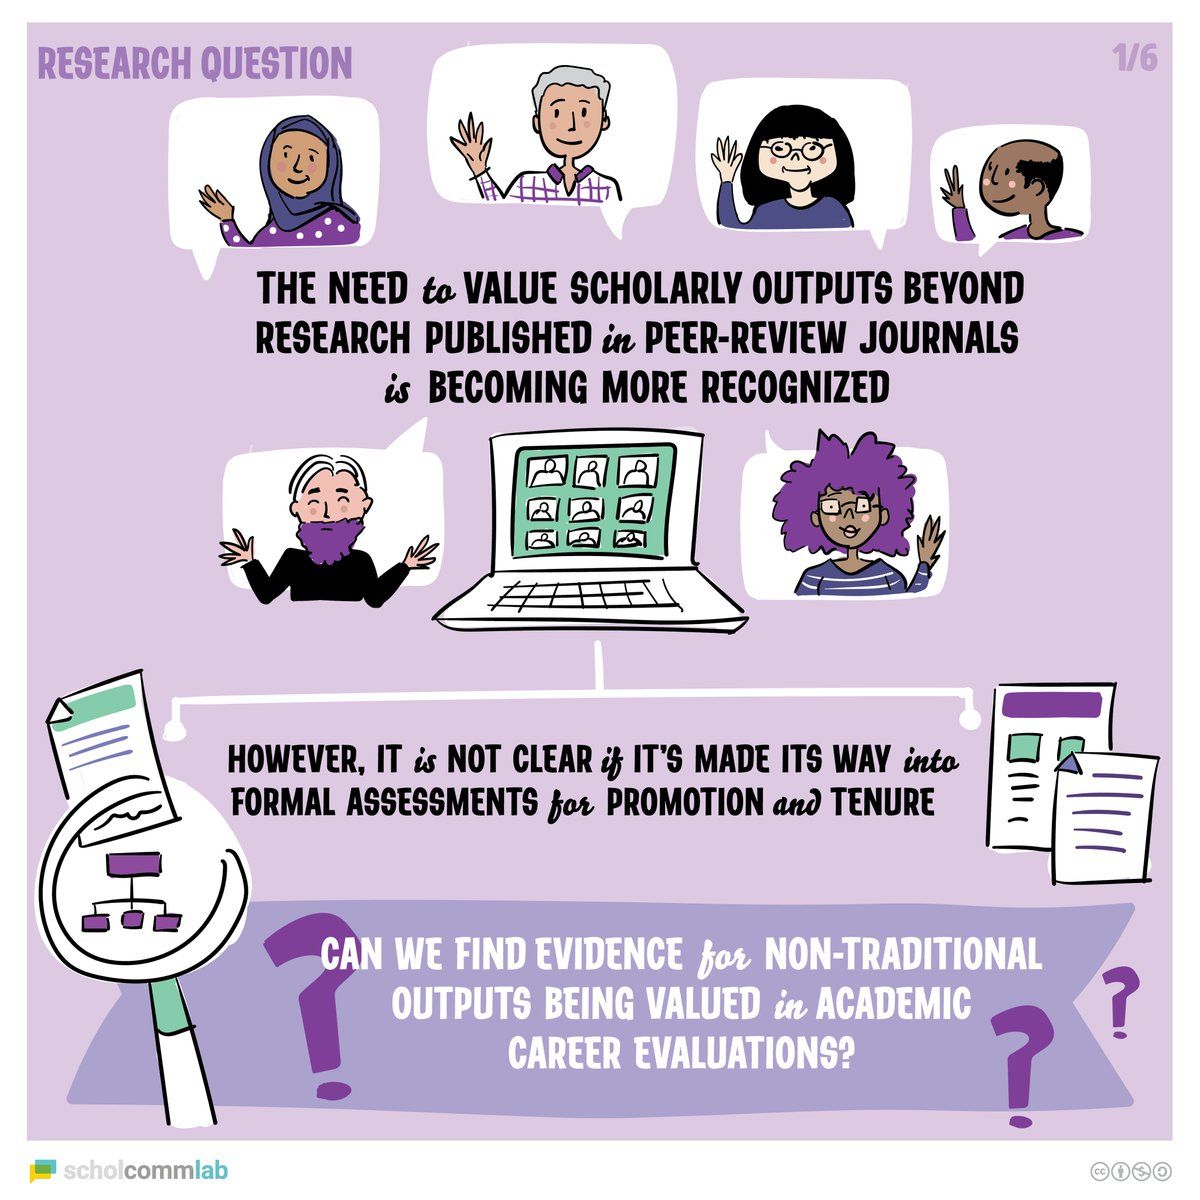 RESEARCH QUESTION
1/6
THE NEED to VALUE SCHOLARLY OUTPUTS BEYOND
RESEARCH PUBLISHED in PEER-REVIEW JOURNALS
is BECOMING MORE RECOGNIZED
HOWEVER, IT is NOT CLEAR if IT'S MADE ITS WAY into
FORMAL ASSESSMENTS for PROMOTION and TENURE
CAN WE FIND EVIDENCE for NON-TRADITIONAL
OUTPUTS BEING VALUED in ACADEMIC
CAREER EVALUATIONS?
scholcommlab
cc